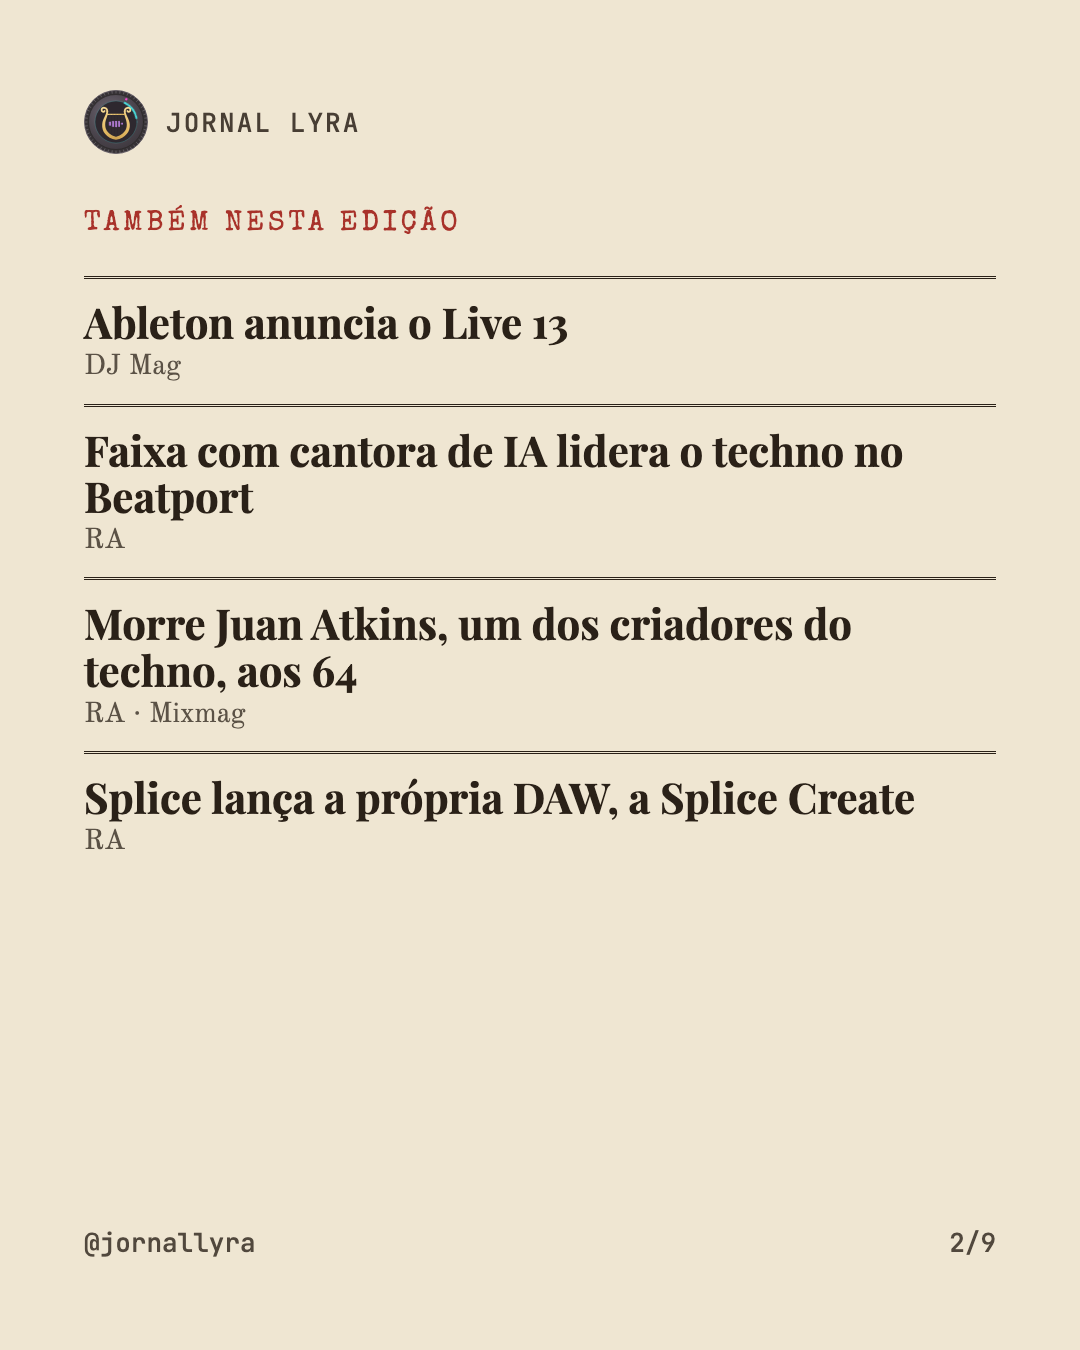 JORNAL LYRA
TAMBÉM NESTA EDIÇÃO
Ableton anuncia o Live 13
DJ Mag
Faixa com cantora de IA lidera o techno no
Beatport
RA
Morre Juan Atkins, um dos criadores do
techno, aos 64
RA · Mixmag
Splice lança a própria DAW, a Splice Create
RA
@jornallyra
2/9